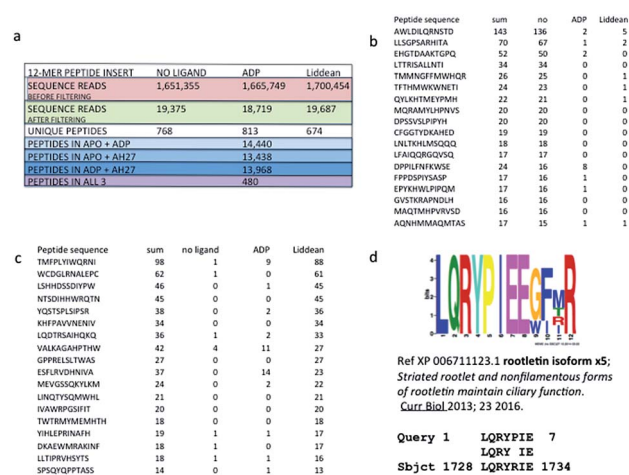 a
12-MER PEPTIDE INSERT NO LIGAND ADP Liddean
SEQUENCE READS 1,651,355 1,665,749 1,700,454
BEFORE FILTERING
SEQUENCE READS 19,375 18,719 19,687
AFTER FILTERING
UNIQUE PEPTIDES 768 813 674
PEPTIDES IN APO + ADP 14,440
PEPTIDES IN APO + AH27 13,438
PEPTIDES IN ADP + AH27 13,968
PEPTIDES IN ALL 3 480
b
Peptide sequence sum no ADP Liddean
AWLDILQRNSTD 143 136 2 5
LLSGPSARHITA 70 67 1 2
EHGTDAAKTGPQ 52 50 2 0
LTTRISALLNTI 34 34 0 0
TMMNGFFMWHQR 26 25 0 1
TFTHMWKWNETI 24 23 0 1
QYLKHTMEYPMH 22 21 0 1
MQRAMYLHPNVS 20 20 0 0
DPSSVSLPIPYH 20 20 0 0
CFGGTYDKAHED 19 19 0 0
LNLTKHLMSQQQ 18 18 0 0
LFAIQQRGQVSQ 17 17 0 0
DPPILFNFKWSE 24 16 8 0
FPPDSPIYSASP 17 16 1 0
EPYKHWLPIPQM 17 16 1 0
GVSTKRAPNDLH 16 16 0 0
MAQTMHPVRVSD 16 16 0 0
AQNHMMAQMTAS 17 15 1 1
c
Peptide sequence sum no ligand ADP Liddean
TMFPLYIWQRNI 98 1 9 88
WCDGLRNALEPC 62 1 0 61
LSHHDSSDIYPW 46 0 1 45
NTSDIHHWRQTN 45 0 0 45
YQSTSPLSIPSR 38 0 2 36
KHFPAVVNENIV 34 0 0 34
LQDTRSAIHQKQ 36 1 2 33
VALKAGAHPTHW 42 4 11 27
GPPRELSLTWAS 27 0 0 27
ESFLRVDHNIVA 37 0 14 23
MEVGSSQKYLKM 24 0 2 22
LINQTYSQMWHL 21 0 0 21
IVAWRPGSIFIT 20 0 0 20
TWTRMYMEMHTH 18 0 0 18
YIHLEPRINAFH 19 1 1 17
DKAEWMRAKINF 18 1 0 17
LLTIPRVHSYTS 18 1 1 16
SPSQYQPPTASS 14 0 1 13
d
bits
LQRYPIEEGFMR
Ref XP 006711123.1 rootletin isoform x5;
Striated rootlet and nonfilamentous forms
of rootletin maintain ciliary function.
Curr Biol 2013; 23 2016.
Query 1 LQRYPIE 7
LQRY IE
Sbjct 1728 LQRYRIE 1734